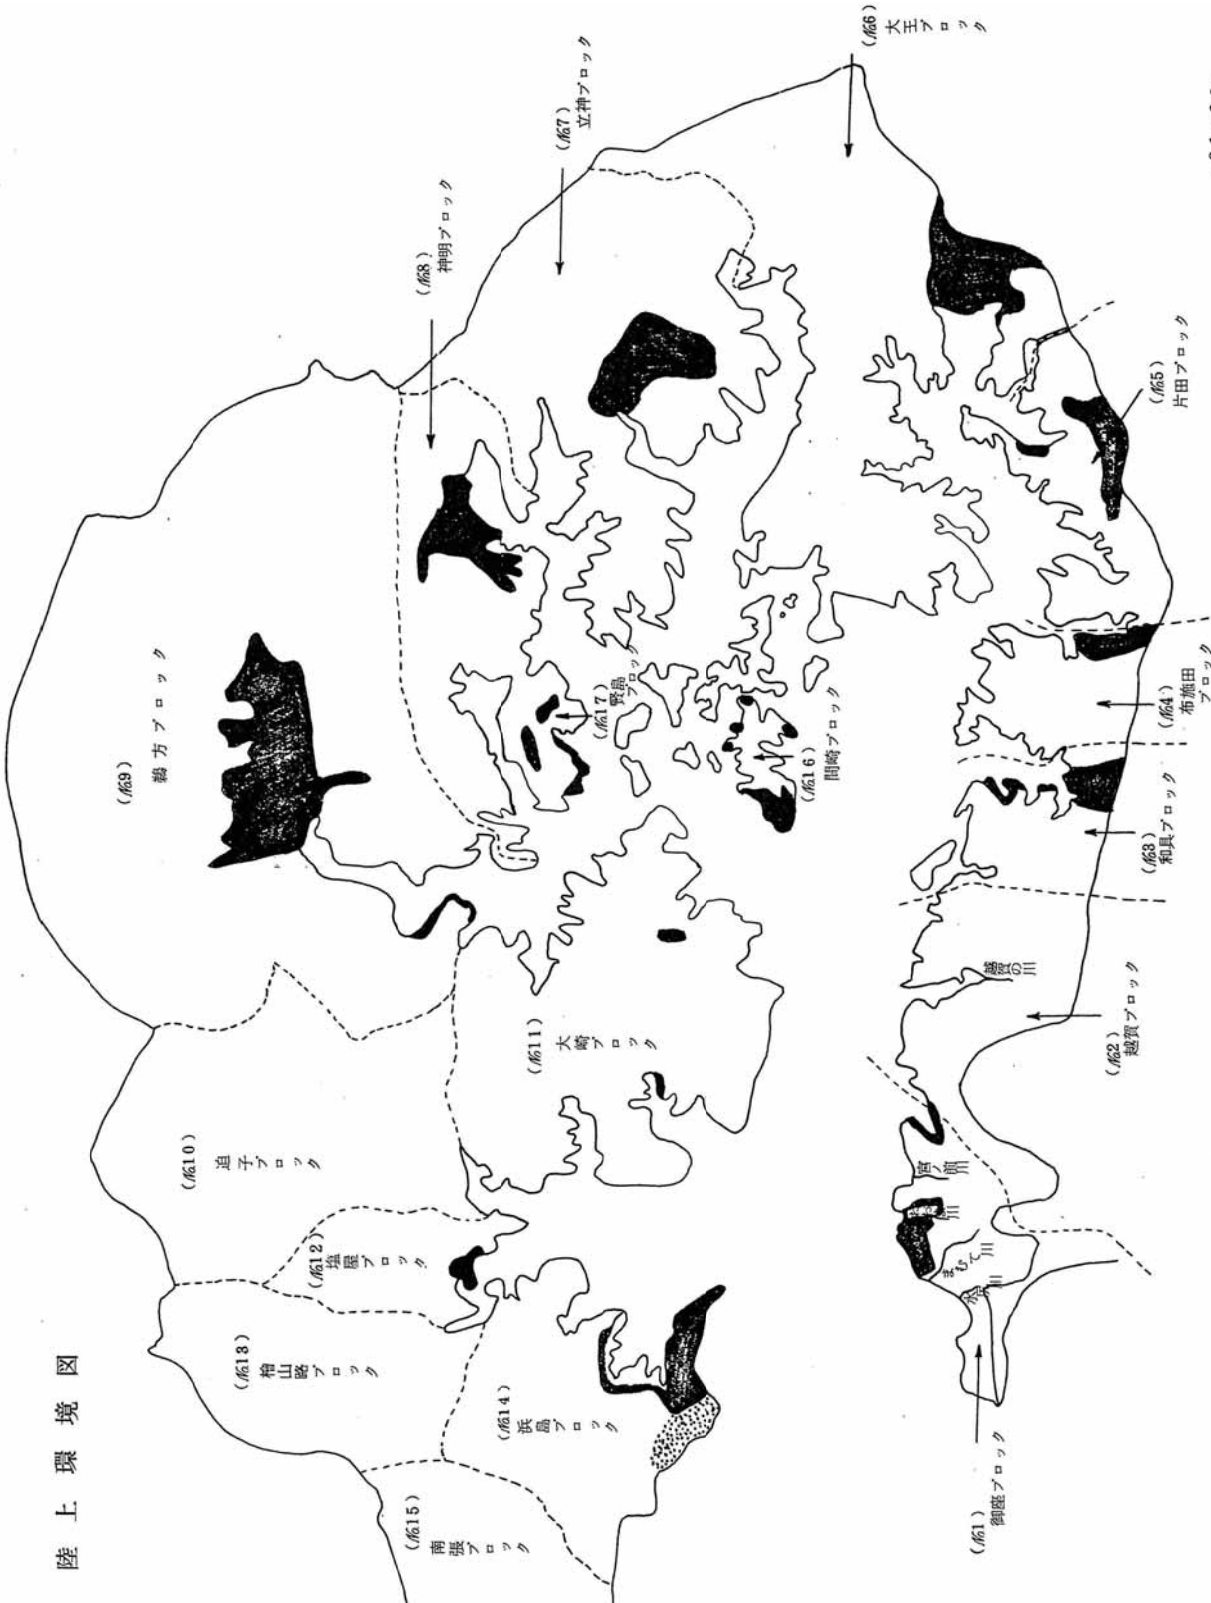 陸上環境図
(№1)
御座ブロック
(№2)
越賀ブロック
(№3)
和具ブロック
(№4)
布施田
ブロック
(№5)
片田ブロック
(№6)
大王ブロック
(№7)
立神ブロック
(№8)
神明ブロック
(№9)
鵜方ブロック
(№10)
迫子ブロック
(№11)
大崎ブロック
(№12)
塩屋ブロック
(№13)
檜山路ブロック
(№14)
浜島ブロック
(№15)
南張ブロック
(№16)
間崎ブロック
(№17)
賢島
ブロック
越賀の川
宮ノ前川
川
川
川